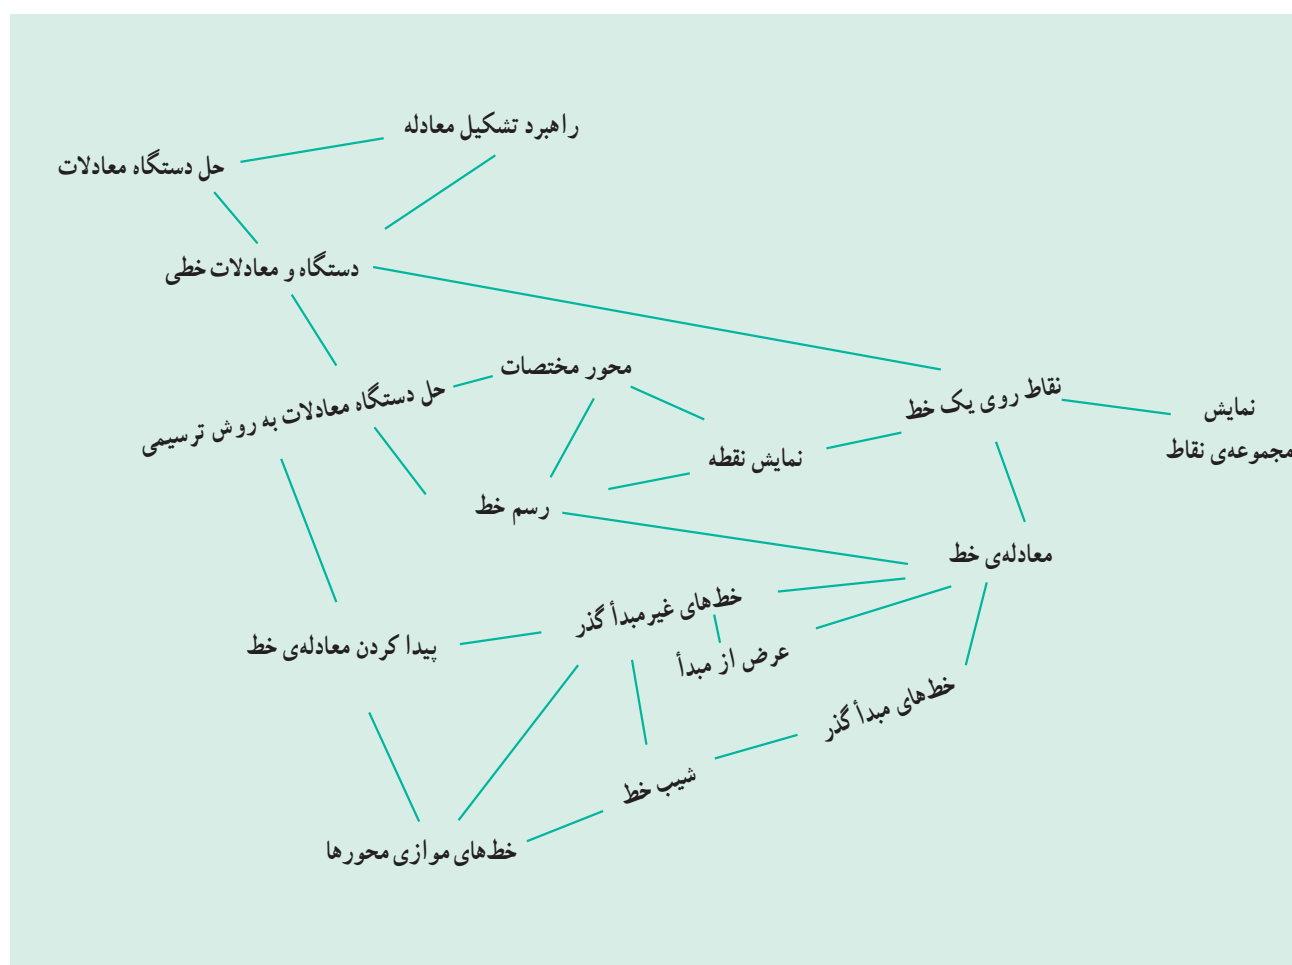 راهبرد تشکیل معادله
حل دستگاه معادلات
دستگاه و معادلات خطی
محور مختصات
حل دستگاه معادلات به روش ترسیمی
نقاط روی یک خط
نمایش
مجموعه‌ی نقاط
نمایش نقطه
رسم خط
معادله‌ی خط
خط‌های غیرمبدأ گذر
پیدا کردن معادله‌ی خط
عرض از مبدأ
خط‌های مبدأ گذر
شیب خط
خط‌های موازی محورها